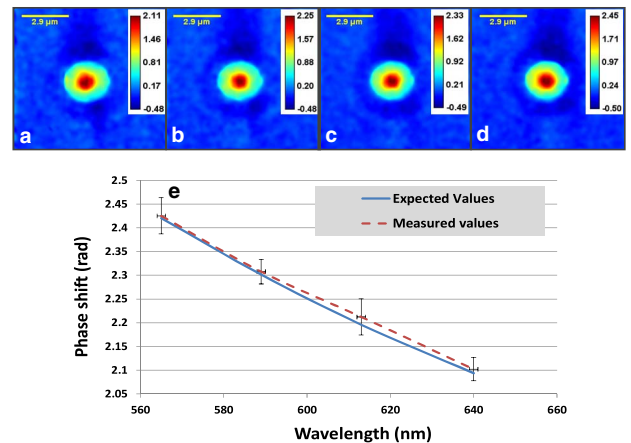 2.9 µm 2.11 1.46 0.81 0.17 -0.48 a
2.9 µm 2.25 1.57 0.89 0.21 -0.48 b
2.9 µm 2.33 1.63 0.92 0.22 -0.49 c
2.9 µm 2.45 1.71 0.97 0.24 -0.50 d
e
Expected Values
Measured values
Phase shift (rad)
2.5
2.45
2.4
2.35
2.3
2.25
2.2
2.15
2.1
2.05
560 580 600 620 640 660
Wavelength (nm)